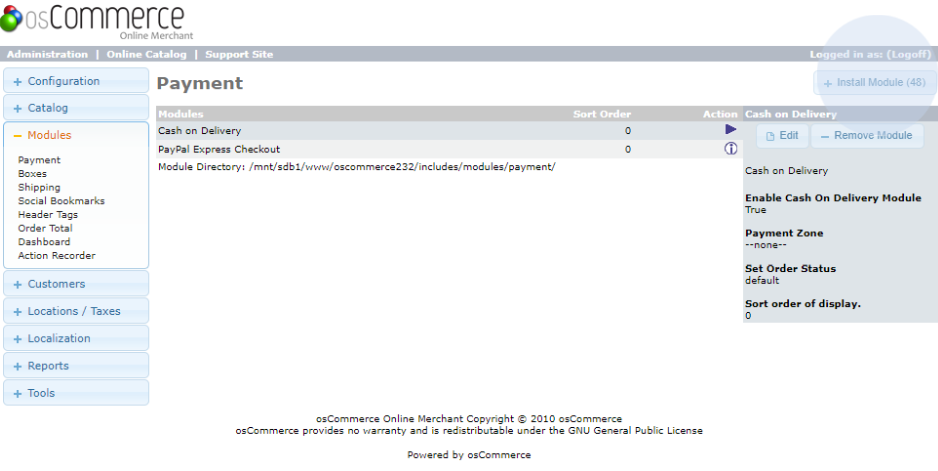 osCommerce
Online Merchant
Administration | Online Catalog | Support Site
Logged in as: (Logoff)
+ Configuration
+ Catalog
– Modules
Payment
Boxes
Shipping
Social Bookmarks
Header Tags
Order Total
Dashboard
Action Recorder
+ Customers
+ Locations / Taxes
+ Localization
+ Reports
+ Tools
Payment
+ Install Module (48)
Modules Sort Order Action
Cash on Delivery 0
PayPal Express Checkout 0
Module Directory: /mnt/sdb1/www/oscommerce232/includes/modules/payment/
Cash on Delivery
Edit – Remove Module
Cash on Delivery
Enable Cash On Delivery Module
True
Payment Zone
--none--
Set Order Status
default
Sort order of display.
0
osCommerce Online Merchant Copyright © 2010 osCommerce
osCommerce provides no warranty and is redistributable under the GNU General Public License
Powered by osCommerce